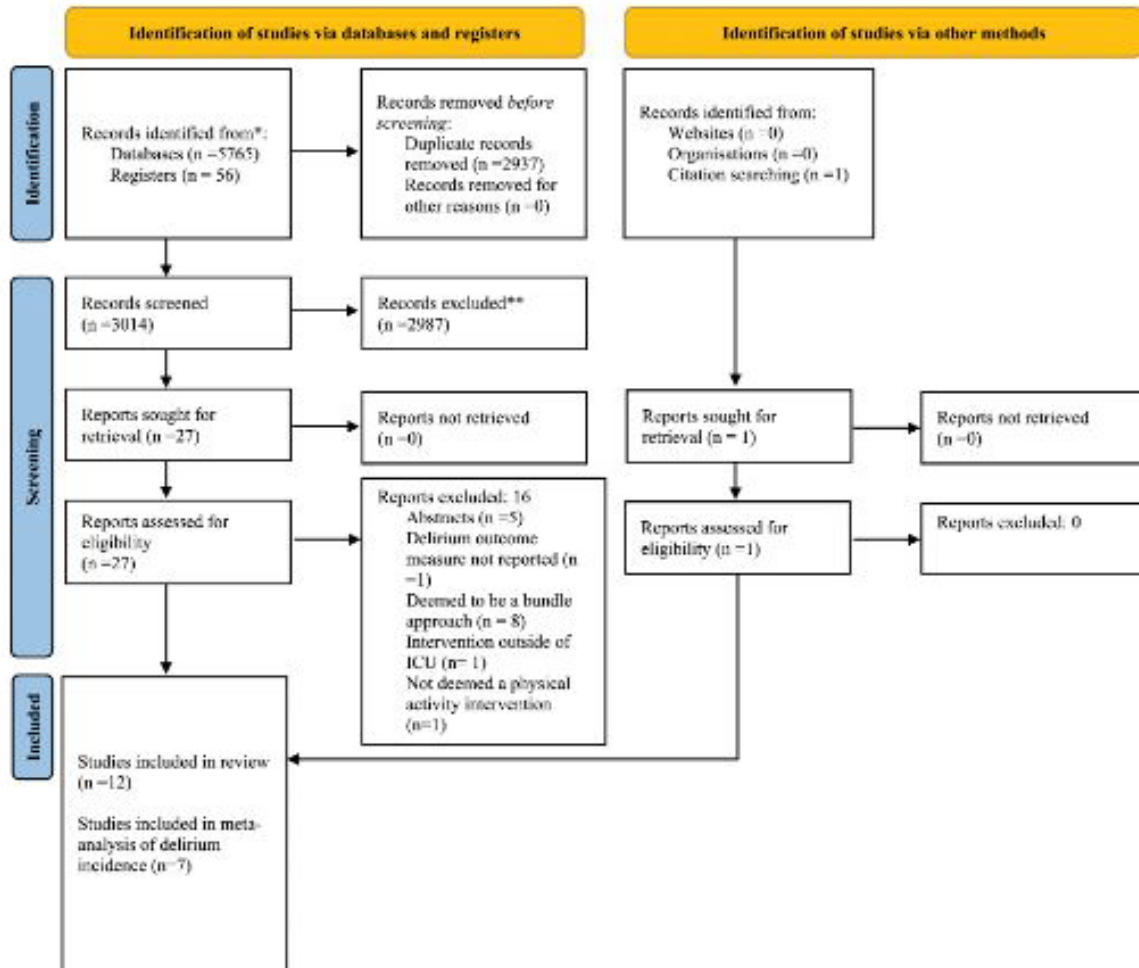 Identification of studies via databases and registers
Identification of studies via other methods
Identification
Records identified from*:
Databases (n =5765)
Registers (n = 56)
Records removed before
screening:
Duplicate records
removed (n =2937)
Records removed for
other reasons (n =0)
Records identified from:
Websites (n =0)
Organisations (n =0)
Citation searching (n =1)
Screening
Records screened
(n =3014)
Records excluded**
(n =2987)
Reports sought for
retrieval (n =27)
Reports not retrieved
(n =0)
Reports sought for
retrieval (n = 1)
Reports not retrieved
(n =0)
Reports assessed for
eligibility
(n =27)
Reports excluded: 16
Abstracts (n =5)
Delirium outcome
measure not reported (n
=1)
Deemed to be a bundle
approach (n = 8)
Intervention outside of
ICU (n= 1)
Not deemed a physical
activity intervention
(n=1)
Reports assessed for
eligibility (n =1)
Reports excluded: 0
Included
Studies included in review
(n =12)
Studies included in meta-
analysis of delirium
incidence (n=7)